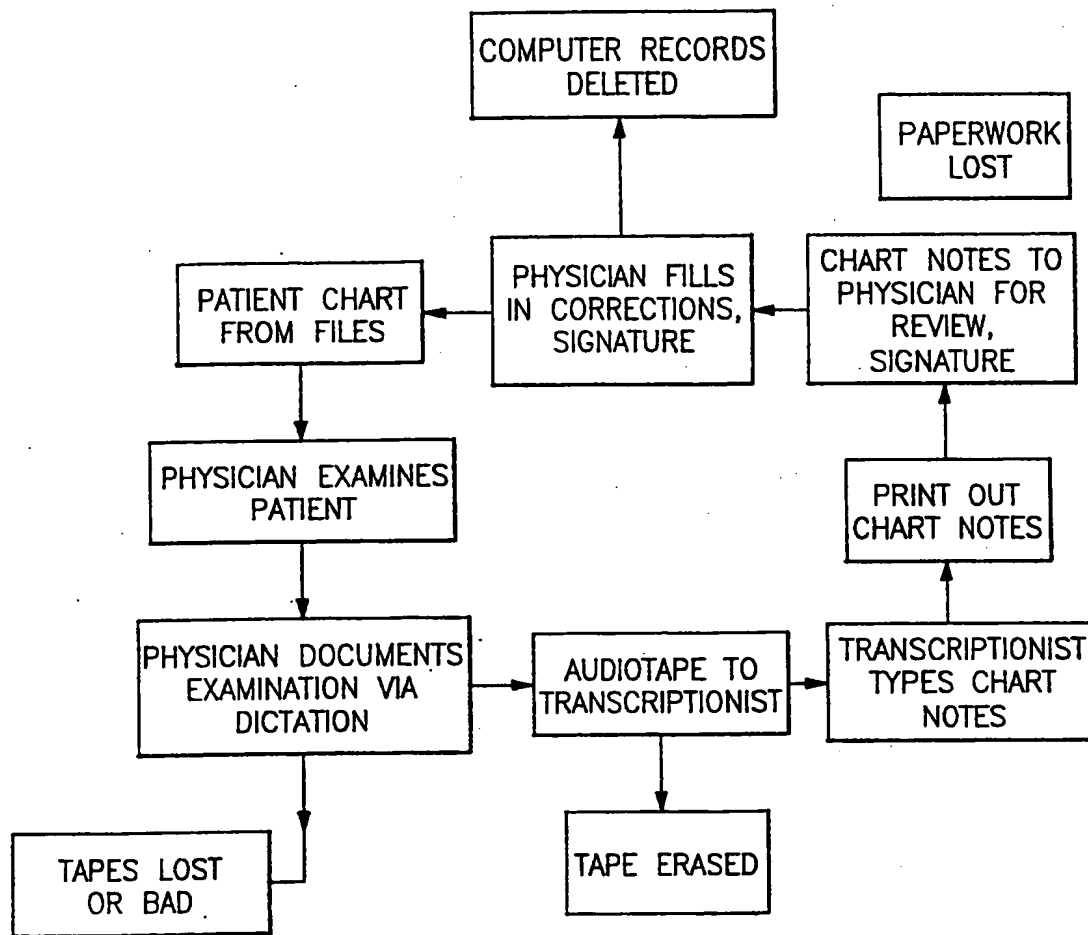 COMPUTER RECORDS
DELETED
PAPERWORK
LOST
PATIENT CHART
FROM FILES
PHYSICIAN FILLS
IN CORRECTIONS,
SIGNATURE
CHART NOTES TO
PHYSICIAN FOR
REVIEW,
SIGNATURE
PHYSICIAN EXAMINES
PATIENT
PRINT OUT
CHART NOTES
PHYSICIAN DOCUMENTS
EXAMINATION VIA
DICTATION
AUDIOTAPE TO
TRANSCRIPTIONIST
TRANSCRIPTIONIST
TYPES CHART
NOTES
TAPES LOST
OR BAD
TAPE ERASED